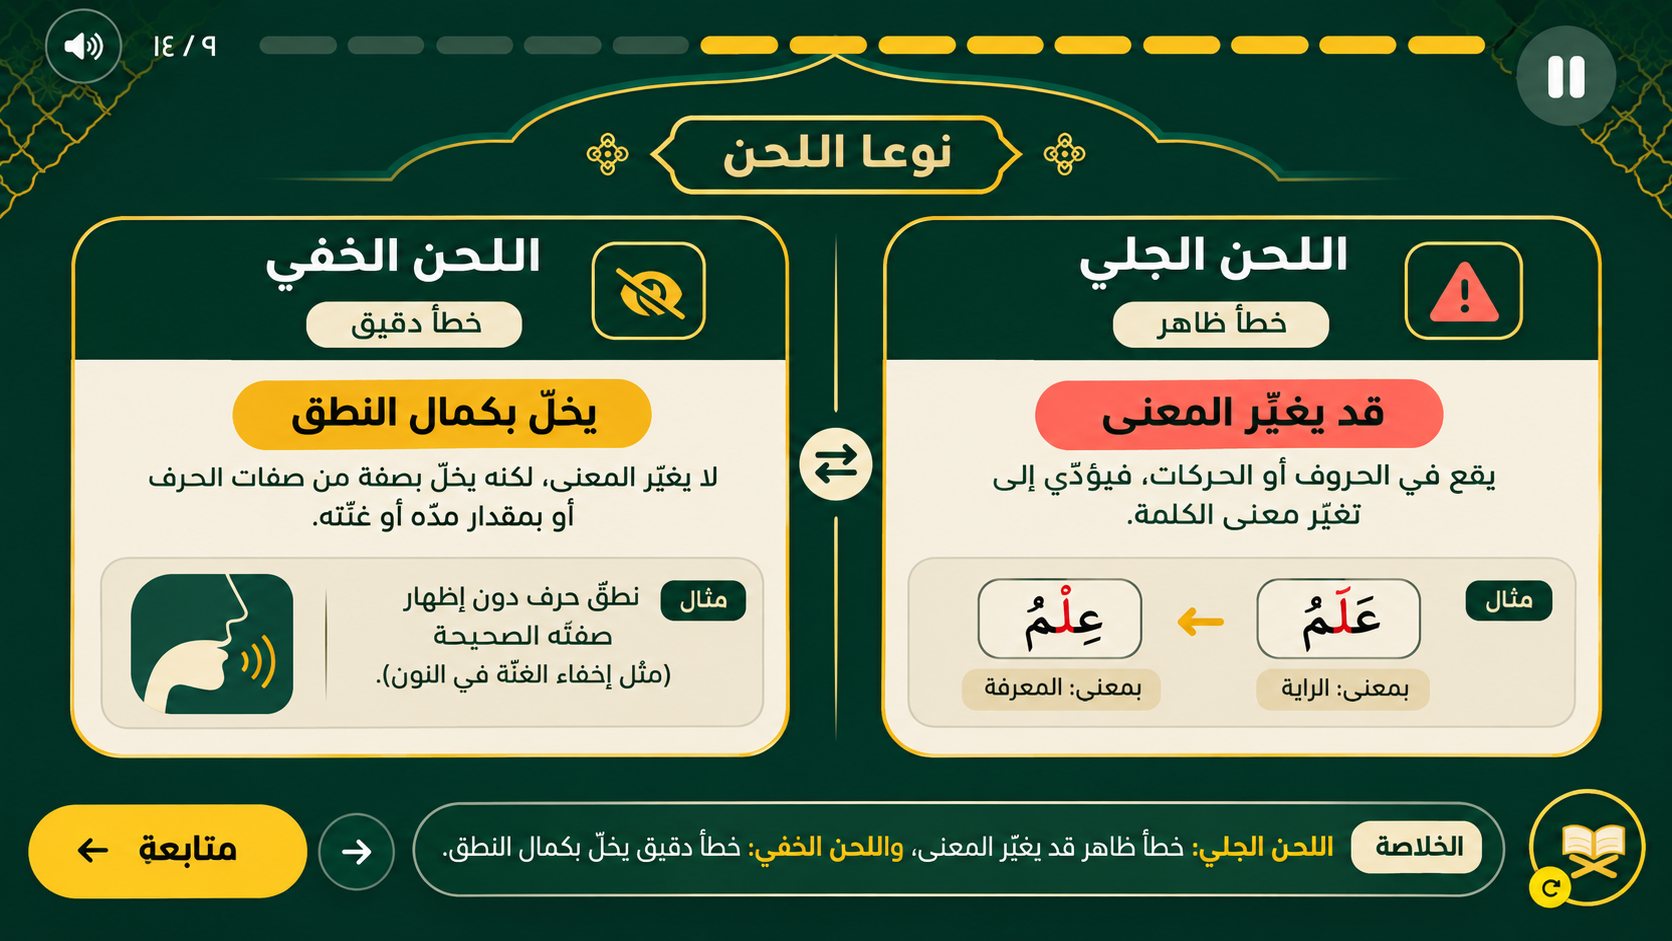 ٩ / ١٤
نوعا اللحن
اللحن الجلي
خطأ ظاهر
قد يغيِّر المعنى
يقع في الحروف أو الحركات، فيؤدّي إلى
تغيّر معنى الكلمة.
مثال
عَلَمُ
عِلْمُ
بمعنى: الراية
بمعنى: المعرفة
اللحن الخفي
خطأ دقيق
يخلّ بكمال النطق
لا يغيّر المعنى، لكنه يخلّ بصفة من صفات الحرف
أو بمقدار مدّه أو غنّته.
مثال
نطقّ حرف دون إظهار
صفتَه الصحيحة
(مثْل إخفاء الغنّة في النون).
الخلاصة
اللحن الجلي: خطأ ظاهر قد يغيّر المعنى، واللحن الخفي: خطأ دقيق يخلّ بكمال النطق.
متابعةِ